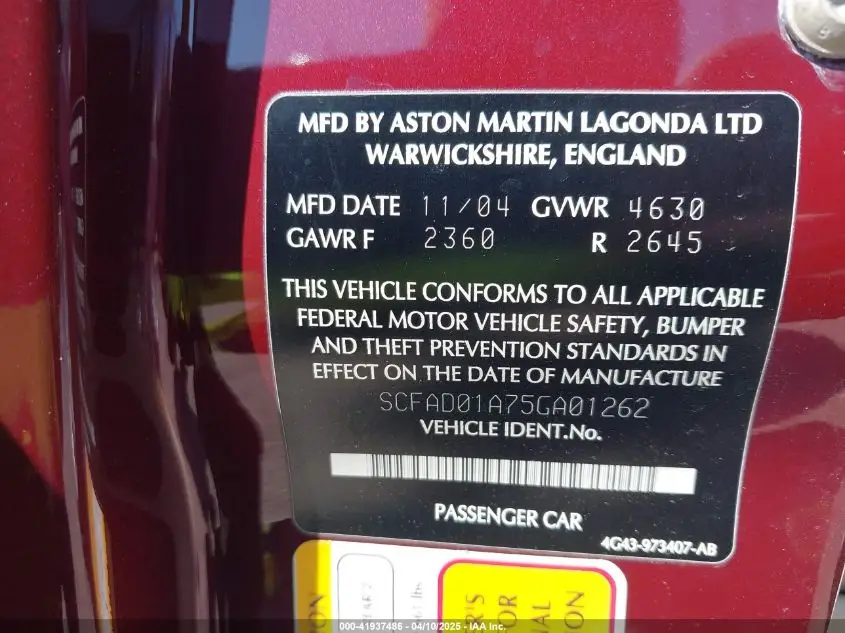 MFD BY ASTON MARTIN LAGONDA LTD
WARWICKSHIRE, ENGLAND
MFD DATE 11/04 GVWR 4630
GAWR F 2360 R 2645
THIS VEHICLE CONFORMS TO ALL APPLICABLE
FEDERAL MOTOR VEHICLE SAFETY, BUMPER
AND THEFT PREVENTION STANDARDS IN
EFFECT ON THE DATE OF MANUFACTURE
SCFAD01A75GA01262
VEHICLE IDENT.No.
PASSENGER CAR
4G43-973407-AB
lbs
000-41937486 - 04/10/2025 - IAA Inc.